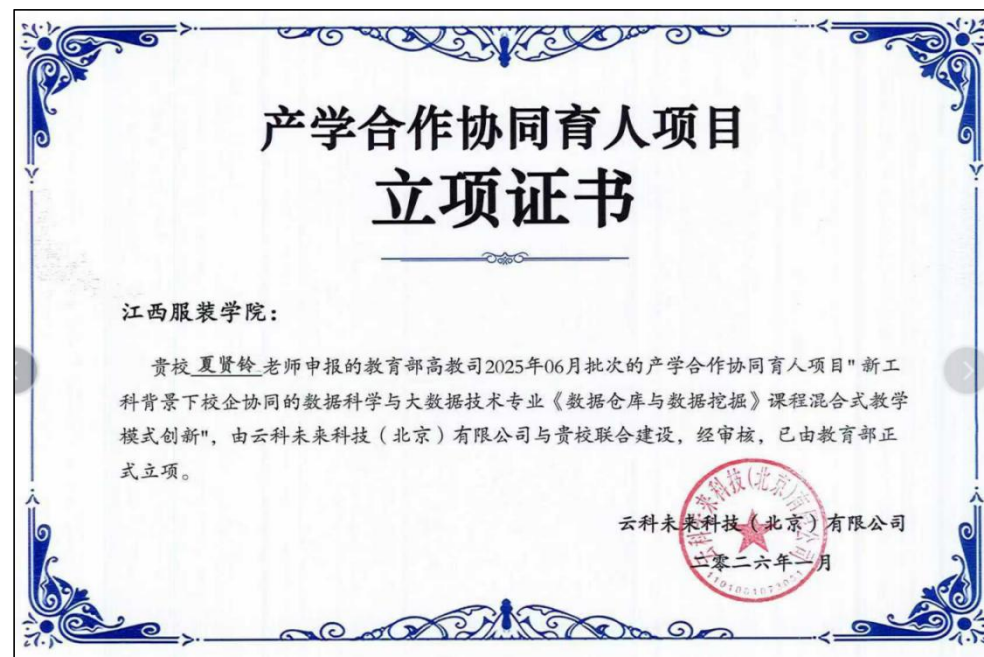 产学合作协同育人项目
立项证书
江西服装学院：
贵校 夏贤铃 老师申报的教育部高教司2025年06月批次的产学合作协同育人项目"新工
科背景下校企协同的数据科学与大数据技术专业《数据仓库与数据挖掘》课程混合式教学
模式创新"，由云科未来科技（北京）有限公司与贵校联合建设，经审核，已由教育部正
式立项。
云科未来科技（北京）有限公司
二零二六年一月